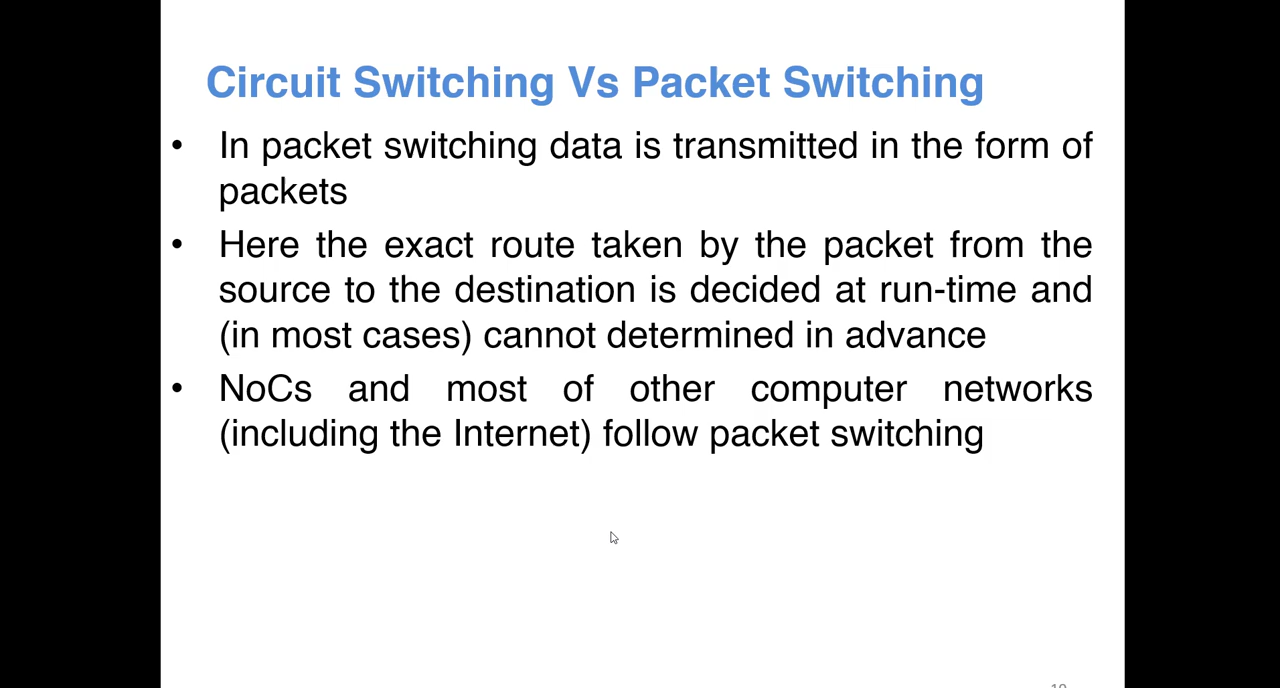 Circuit Switching Vs Packet Switching
• In packet switching data is transmitted in the form of
packets
• Here the exact route taken by the packet from the
source to the destination is decided at run-time and
(in most cases) cannot determined in advance
• NoCs and most of other computer networks
(including the Internet) follow packet switching